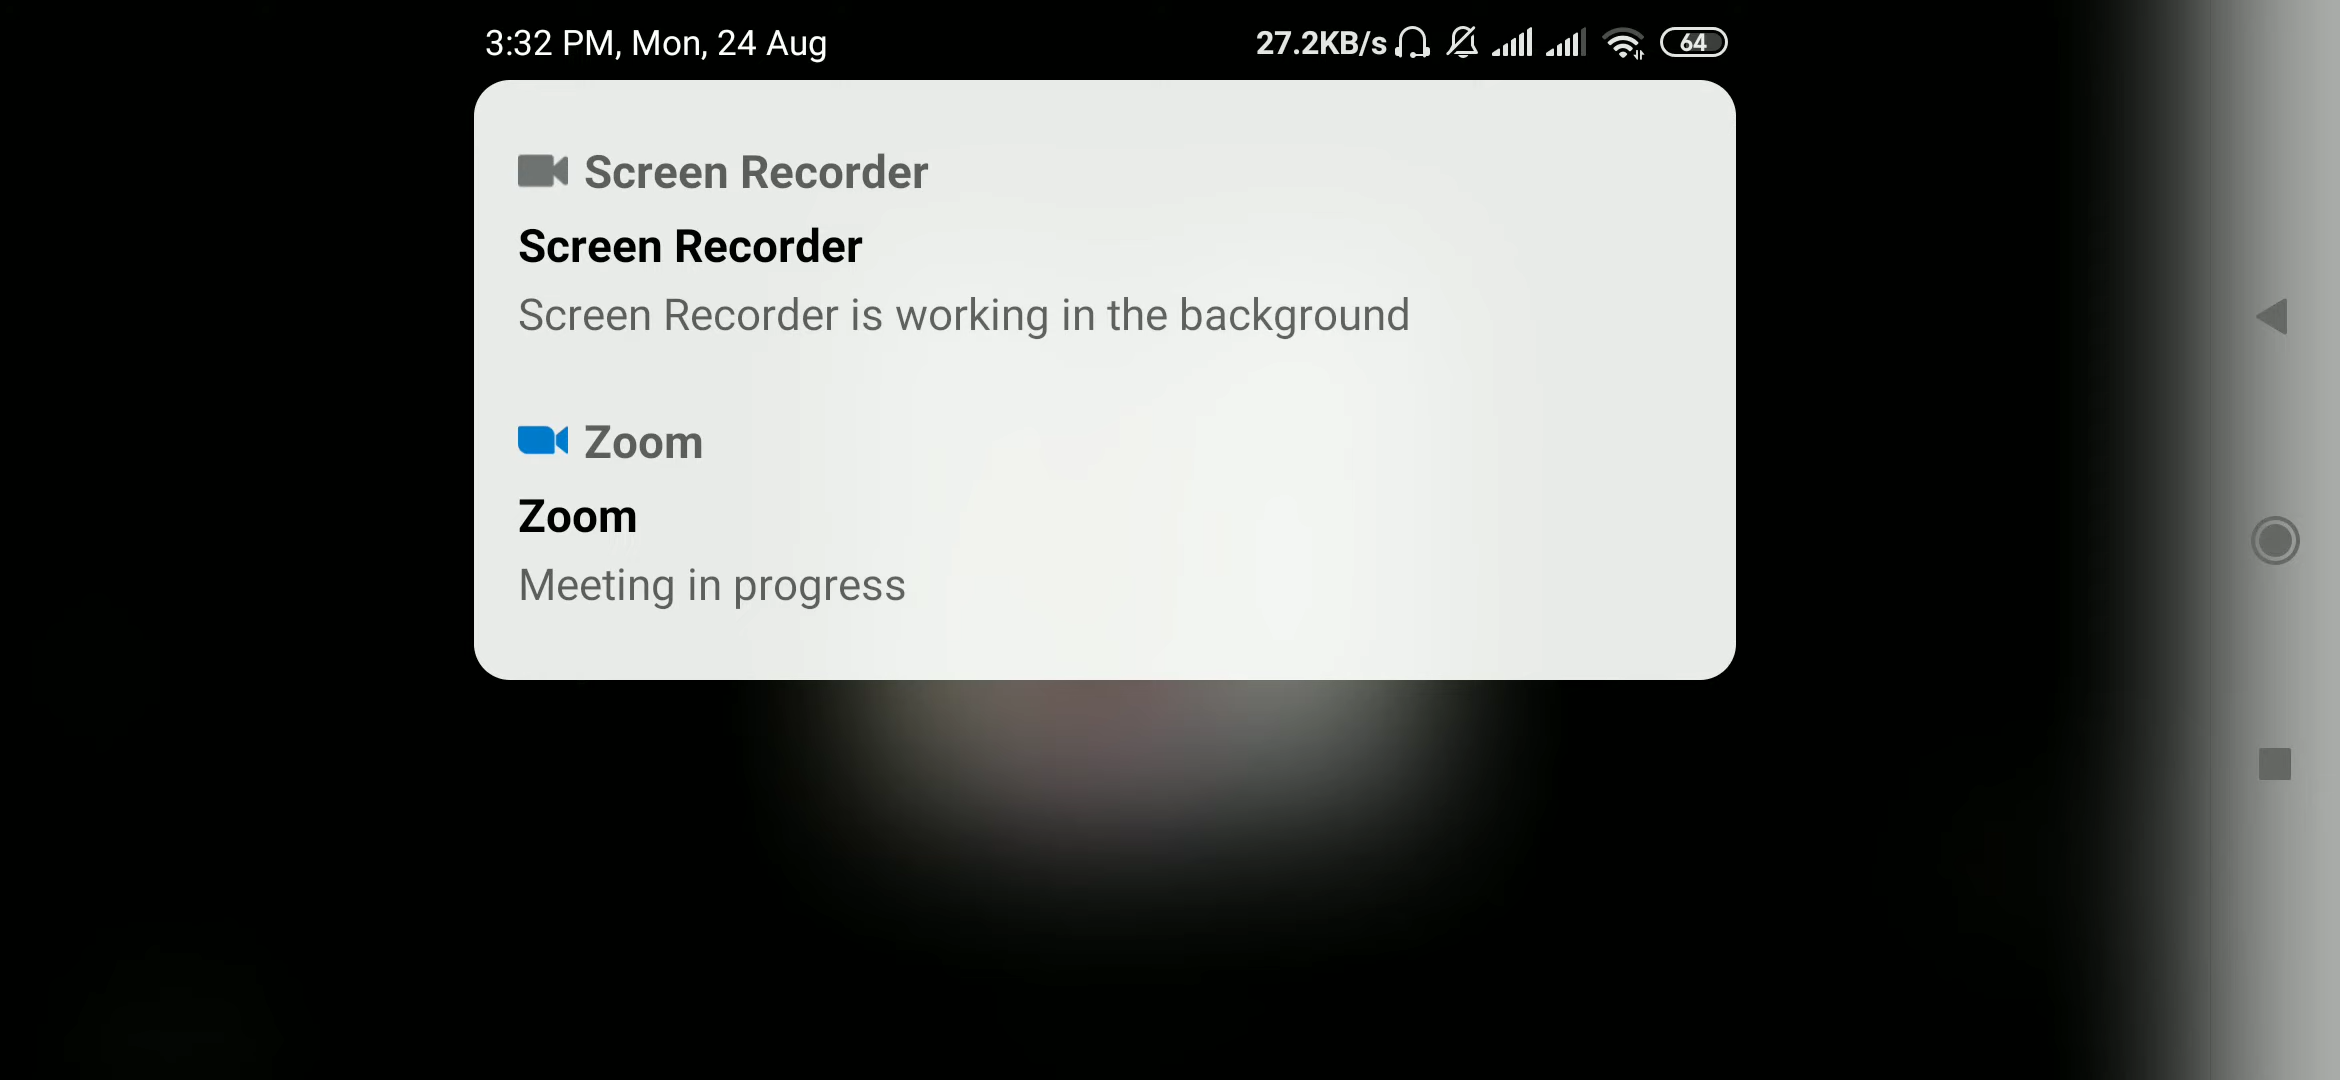 3:32 PM, Mon, 24 Aug 27.2KB/s 64
Screen Recorder
Screen Recorder
Screen Recorder is working in the background
Zoom
Zoom
Meeting in progress